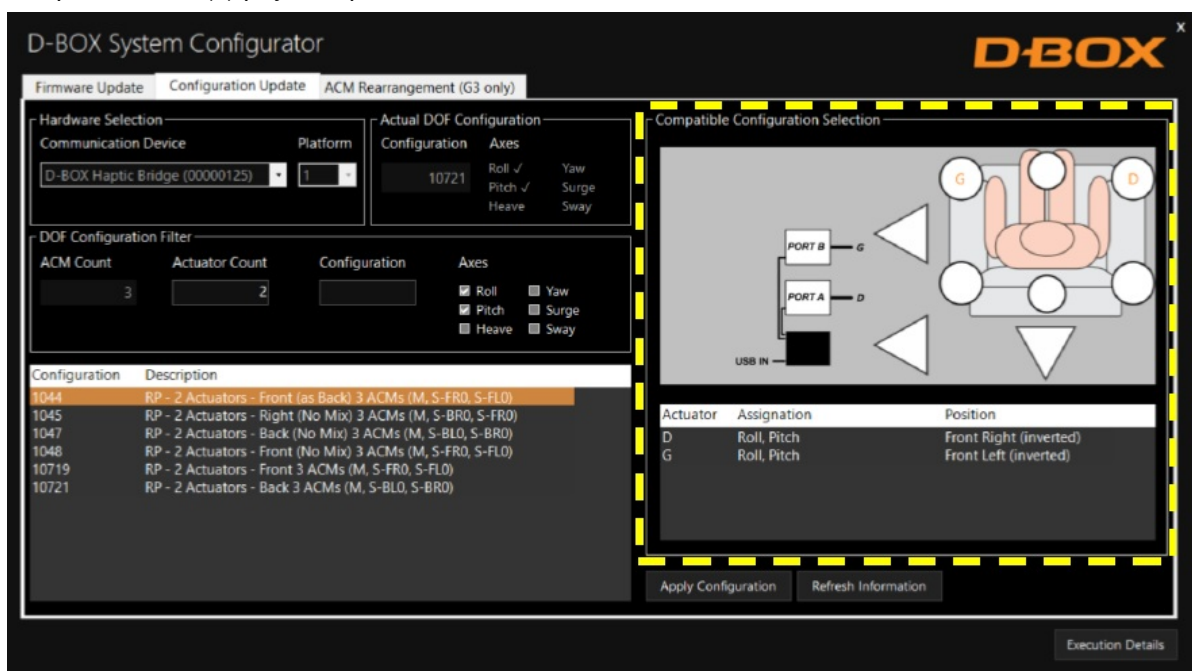 D-BOX System Configurator
D-BOX
x
Firmware Update Configuration Update ACM Rearrangement (G3 only)
Hardware Selection
Communication Device Platform
D-BOX Haptic Bridge (00000125) 1
Actual DOF Configuration
Configuration Axes
10721
Roll ✓ Yaw
Pitch ✓ Surge
Heave Sway
DOF Configuration Filter
ACM Count Actuator Count Configuration Axes
3 2
Roll Yaw
Pitch Surge
Heave Sway
Configuration Description
1044 RP - 2 Actuators - Front (as Back) 3 ACMs (M, S-FR0, S-FL0)
1045 RP - 2 Actuators - Right (No Mix) 3 ACMs (M, S-BR0, S-FR0)
1047 RP - 2 Actuators - Back (No Mix) 3 ACMs (M, S-BL0, S-BR0)
1048 RP - 2 Actuators - Front (No Mix) 3 ACMs (M, S-FR0, S-FL0)
10719 RP - 2 Actuators - Front 3 ACMs (M, S-FR0, S-FL0)
10721 RP - 2 Actuators - Back 3 ACMs (M, S-BL0, S-BR0)
Compatible Configuration Selection
G D
PORT B G
PORT A D
USB IN
Actuator Assignation Position
D Roll, Pitch Front Right (inverted)
G Roll, Pitch Front Left (inverted)
Apply Configuration Refresh Information
Execution Details